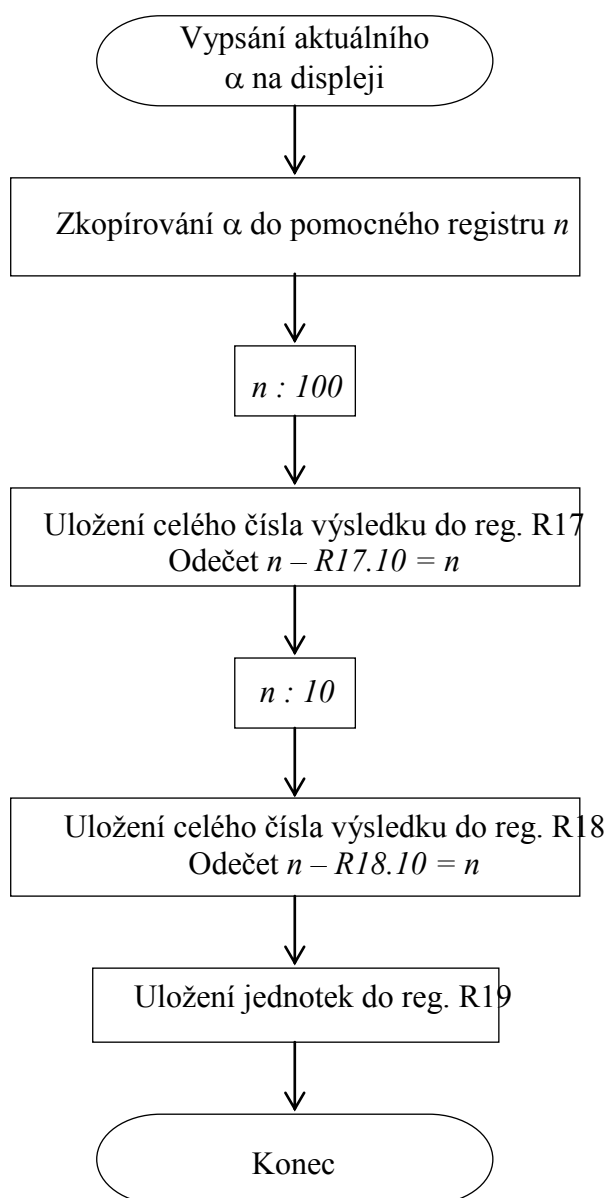 Vypsání aktuálního
α na displeji
Zkopírování α do pomocného registru n
n : 100
Uložení celého čísla výsledku do reg. R17
Odečet n – R17.10 = n
n : 10
Uložení celého čísla výsledku do reg. R18
Odečet n – R18.10 = n
Uložení jednotek do reg. R19
Konec